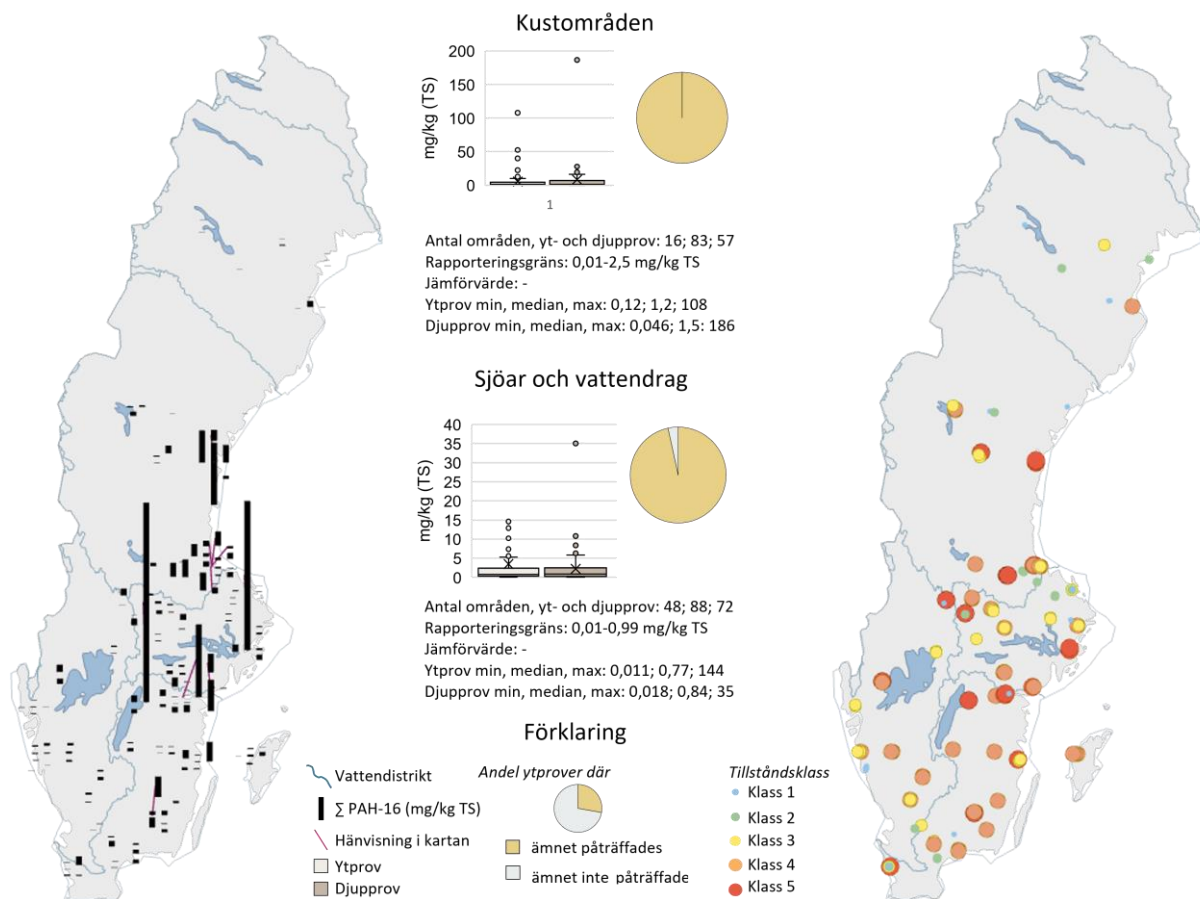 Kustområden
200
150
100
50
0
mg/kg (TS)
1
Antal områden, yt- och djupprov: 16; 83; 57
Rapporteringsgräns: 0,01-2,5 mg/kg TS
Jämförvärde: -
Ytprov min, median, max: 0,12; 1,2; 108
Djupprov min, median, max: 0,046; 1,5: 186
Sjöar och vattendrag
40
35
30
25
20
15
10
5
0
mg/kg (TS)
Antal områden, yt- och djupprov: 48; 88; 72
Rapporteringsgräns: 0,01-0,99 mg/kg TS
Jämförvärde: -
Ytprov min, median, max: 0,011; 0,77; 144
Djupprov min, median, max: 0,018; 0,84; 35
Förklaring
Vattendistrikt
∑ PAH-16 (mg/kg TS)
Hänvisning i kartan
Ytprov
Djupprov
Andel ytprover där
ämnet påträffades
ämnet inte påträffade
Tillståndsklass
Klass 1
Klass 2
Klass 3
Klass 4
Klass 5